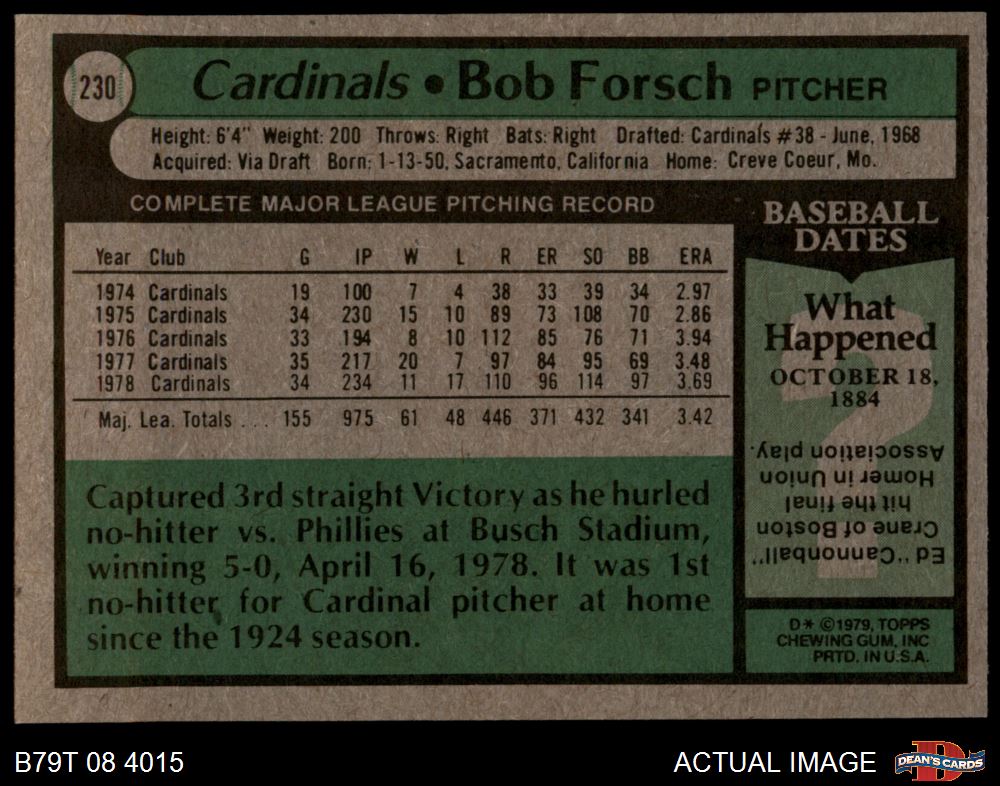 230
Cardinals • Bob Forsch PITCHER
Height: 6'4" Weight: 200 Throws: Right Bats: Right Drafted: Cardinals #38 - June, 1968
Acquired: Via Draft Born: 1-13-50, Sacramento, California Home: Creve Coeur, Mo.
COMPLETE MAJOR LEAGUE PITCHING RECORD
Year Club G IP W L R ER SO BB ERA
1974 Cardinals 19 100 7 4 38 33 39 34 2.97
1975 Cardinals 34 230 15 10 89 73 108 70 2.86
1976 Cardinals 33 194 8 10 112 85 76 71 3.94
1977 Cardinals 35 217 20 7 97 84 95 69 3.48
1978 Cardinals 34 234 11 17 110 96 114 97 3.69
Maj. Lea. Totals . . . 155 975 61 48 446 371 432 341 3.42
Captured 3rd straight Victory as he hurled
no-hitter vs. Phillies at Busch Stadium,
winning 5-0, April 16, 1978. It was 1st
no-hitter for Cardinal pitcher at home
since the 1924 season.
BASEBALL
DATES
What
Happened
OCTOBER 18,
1884
?
Ed "Cannonball"
Crane of Boston
hit the final
Homer in Union
Association play.
D* ©1979, TOPPS
CHEWING GUM, INC
PRTD. IN U.S.A.
B79T 08 4015
ACTUAL IMAGE
D
DEAN'S CARDS